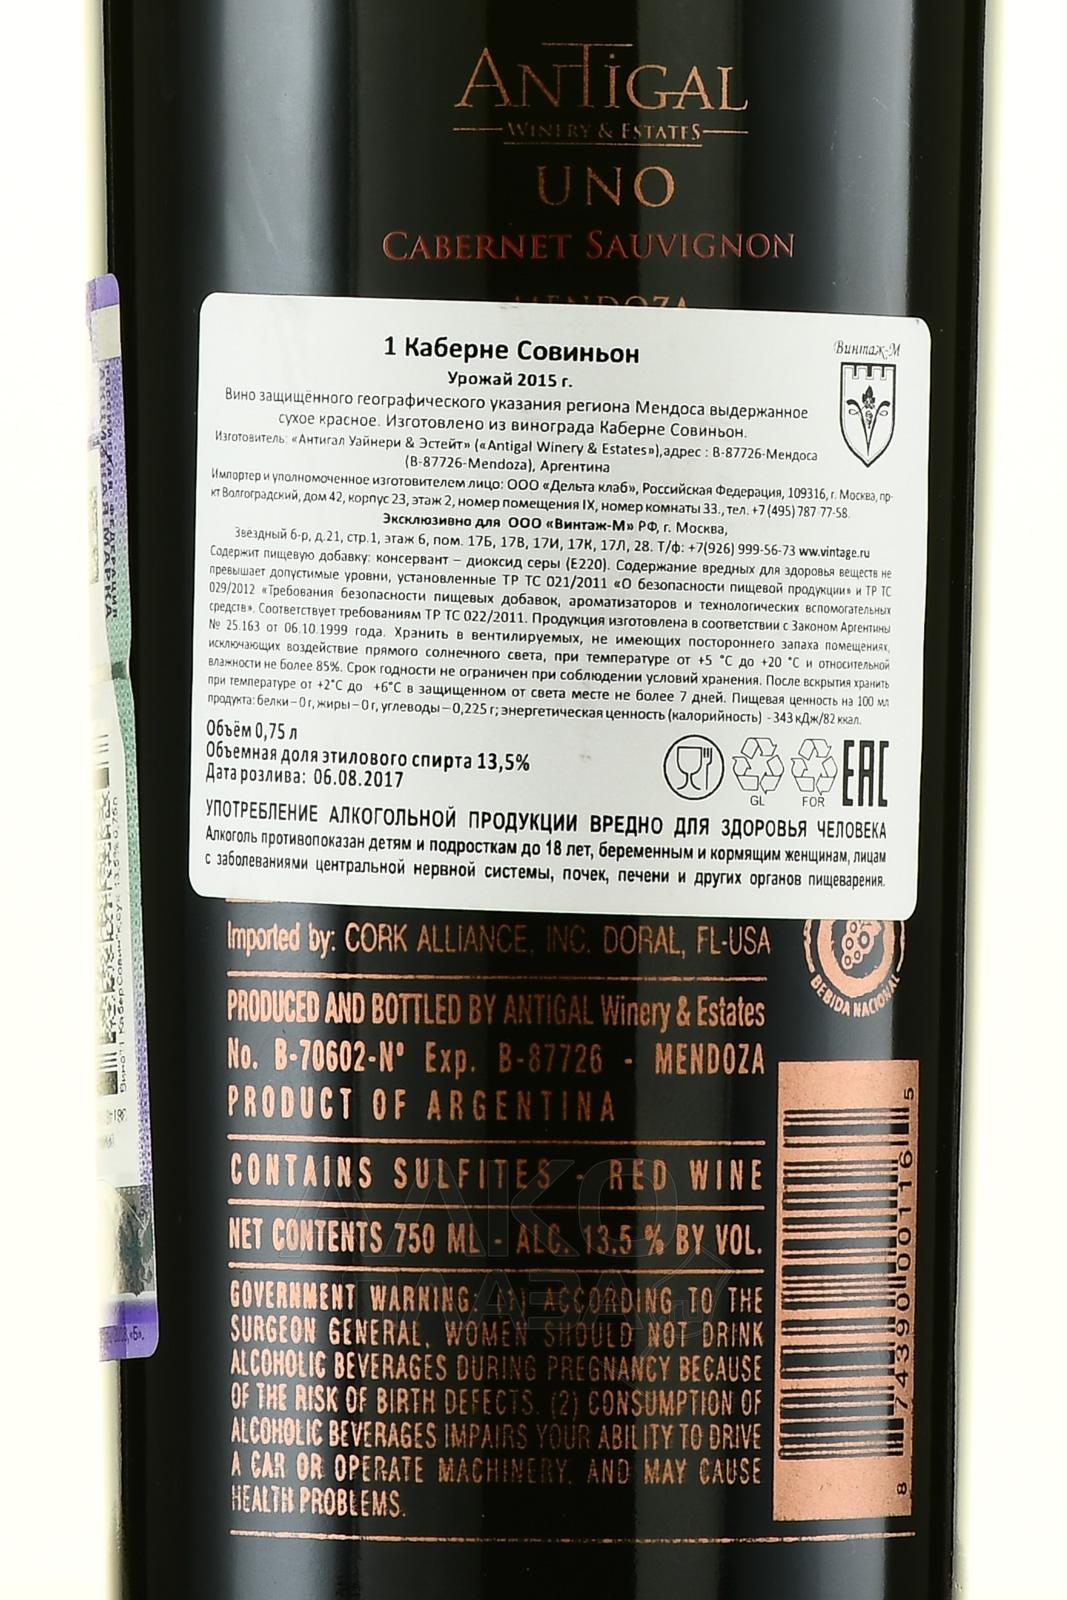 ANTIGAL
WINERY & ESTATES
UNO
CABERNET SAUVIGNON
MENDOZA
1 Каберне Совиньон
Винтаж-М
Урожай 2015 г.
Вино защищённого географического указания региона Мендоса выдержанное
сухое красное. Изготовлено из винограда Каберне Совиньон.
Изготовитель: «Антигал Уайнери & Эстейт» («Antigal Winery & Estates»),адрес : В-87726-Мендоса
(B-87726-Mendoza), Аргентина
Импортер и уполномоченное изготовителем лицо: ООО «Дельта клаб», Российская Федерация, 109316, г. Москва, пр-
кт Волгоградский, дом 42, корпус 23, этаж 2, номер помещения IX, номер комнаты 33., тел. +7 (495) 787-77-58.
Эксклюзивно для ООО «Винтаж-М» РФ, г. Москва,
Звёздный б-р, д.21, стр.1, этаж 6, пом. 17Б, 17В, 17И, 17К, 17Л, 28. Т/ф: +7(926) 999-56-73 ww.vintage.ru
Содержит пищевую добавку: консервант – диоксид серы (Е220). Содержание вредных для здоровья веществ не
превышает допустимые уровни, установленные ТР ТС 021/2011 «О безопасности пищевой продукции» и ТР ТС
029/2012 «Требования безопасности пищевых добавок, ароматизаторов и технологических вспомогательных
средств». Соответствует требованиям ТР ТС 022/2011. Продукция изготовлена в соответствии с Законом Аргентины
№ 25.163 от 06.10.1999 года. Хранить в вентилируемых, не имеющих постороннего запаха помещениях,
исключающих воздействие прямого солнечного света, при температуре от +5 °С до +20 °С и относительной
влажности не более 85%. Срок годности не ограничен при соблюдении условий хранения. После вскрытия хранить
при температуре от +2°С до +6°С в защищенном от света месте не более 7 дней. Пищевая ценность на 100 мл
продукта: белки – 0 г, жиры – 0 г, углеводы – 0,225 г; энергетическая ценность (калорийность) - 343 кДж/82 ккал.
Объём 0,75 л
Объемная доля этилового спирта 13,5%
Дата розлива: 06.08.2017
GL
FOR
EAC
УПОТРЕБЛЕНИЕ АЛКОГОЛЬНОЙ ПРОДУКЦИИ ВРЕДНО ДЛЯ ЗДОРОВЬЯ ЧЕЛОВЕКА
Алкоголь противопоказан детям и подросткам до 18 лет, беременным и кормящим женщинам, лицам
с заболеваниями центральной нервной системы, почек, печени и других органов пищеварения.
Imported by: CORK ALLIANCE, INC. DORAL, FL-USA
BEBIDA NACIONAL
PRODUCED AND BOTTLED BY ANTIGAL Winery & Estates
No. B-70602-Nº Exp. B-87726 - MENDOZA
PRODUCT OF ARGENTINA
CONTAINS SULFITES - RED WINE
NET CONTENTS 750 ML - ALC. 13.5 % BY VOL.
GOVERNMENT WARNING: (1) ACCORDING TO THE
SURGEON GENERAL, WOMEN SHOULD NOT DRINK
ALCOHOLIC BEVERAGES DURING PREGNANCY BECAUSE
OF THE RISK OF BIRTH DEFECTS. (2) CONSUMPTION OF
ALCOHOLIC BEVERAGES IMPAIRS YOUR ABILITY TO DRIVE
A CAR OR OPERATE MACHINERY, AND MAY CAUSE
HEALTH PROBLEMS.
8 74390 00116 5
АЛКО
ПЛАЗА